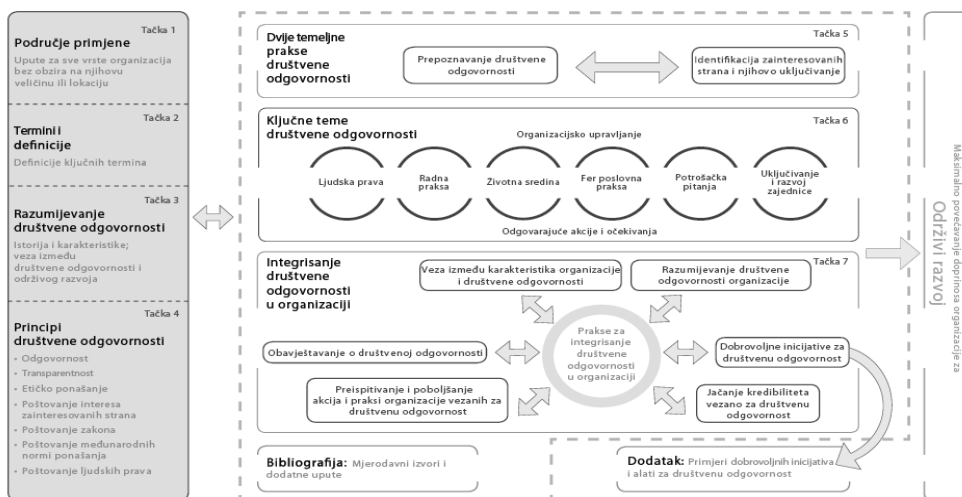 Tačka 1
Područje primjene
Upute za sve vrste organizacija
bez obzira na njihovu
veličinu ili lokaciju
Tačka 2
Termini i
definicije
Definicije ključnih termina
Tačka 3
Razumijevanje
društvene odgovornosti
Istorija i karakteristike;
veza između
društvene odgovornosti i
održivog razvoja
Tačka 4
Principi
društvene odgovornosti
• Odgovornost
• Transparentnost
• Etičko ponašanje
• Poštovanje interesa
zainteresovanih strana
• Poštovanje zakona
• Poštovanje međunarodnih
normi ponašanja
• Poštovanje ljudskih prava
Dvije temeljne
prakse
društvene
odgovornosti
Tačka 5
Prepoznavanje društvene
odgovornosti
Identifikacija zainteresovanih
strana i njihovo uključivanje
Ključne teme
društvene odgovornosti
Tačka 6
Organizacijsko upravljanje
Ljudska prava
Radna
praksa
Životna sredina
Fer poslovna
praksa
Potrošačka
pitanja
Uključivanje
i razvoj
zajednice
Odgovarajuće akcije i očekivanja
Integrisanje
društvene
odgovornosti
u organizaciji
Tačka 7
Veza između karakteristika organizacije
i društvene odgovornosti
Razumijevanje društvene
odgovornosti organizacije
Prakse za
integrisanje
društvene
odgovornosti
u organizaciji
Obavještavanje o društvenoj odgovornosti
Dobrovoljne inicijative za
društvenu odgovornost
Preispitivanje i poboljšanje
akcija i praksi organizacije vezanih za
društvenu odgovornost
Jačanje kredibiliteta
vezano za društvenu
odgovornost
Bibliografija: Mjerodavni izvori i
dodatne upute
Dodatak: Primjeri dobrovoljnih inicijativa
i alati za društvenu odgovornost
Maksimalno povećavanje doprinosa organizacije za
Održivi razvoj